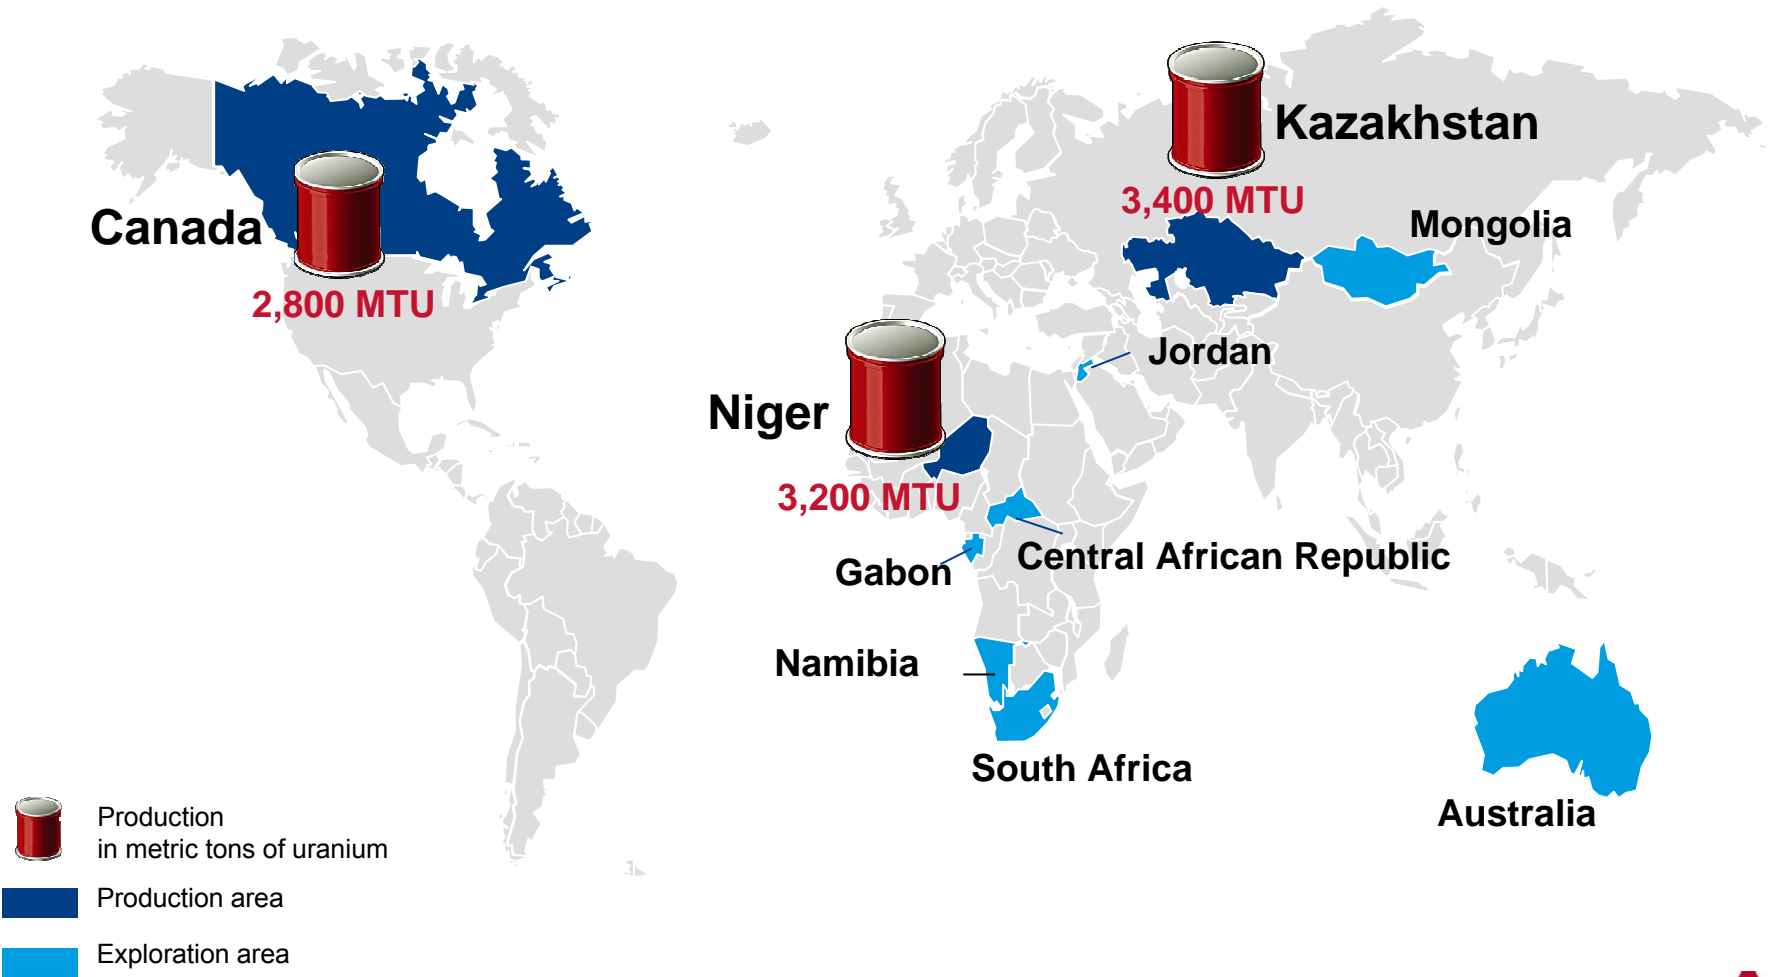 Kazakhstan
3,400 MTU
Mongolia
Canada
2,800 MTU
Jordan
Niger
3,200 MTU
Central African Republic
Gabon
Namibia
South Africa
Australia
Production
in metric tons of uranium
Production area
Exploration area